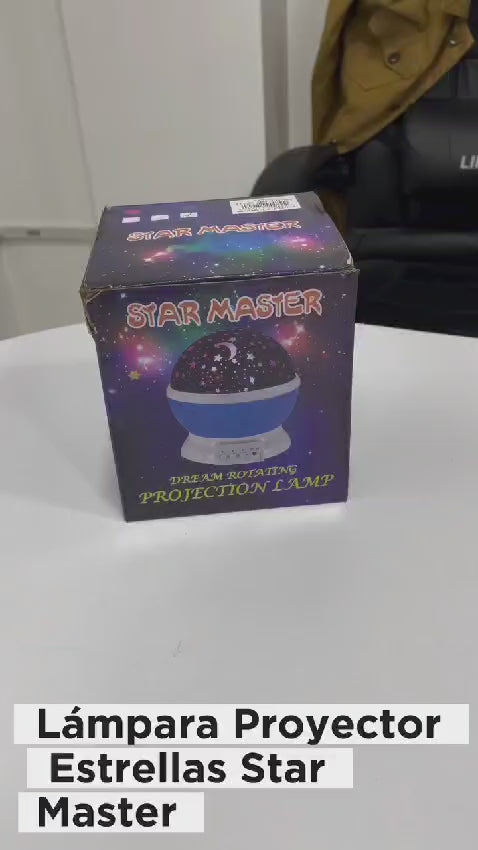 STAR MASTER
STAR MASTER
DREAM ROTATING
PROJECTION LAMP
Lámpara Proyector
Estrellas Star
Master